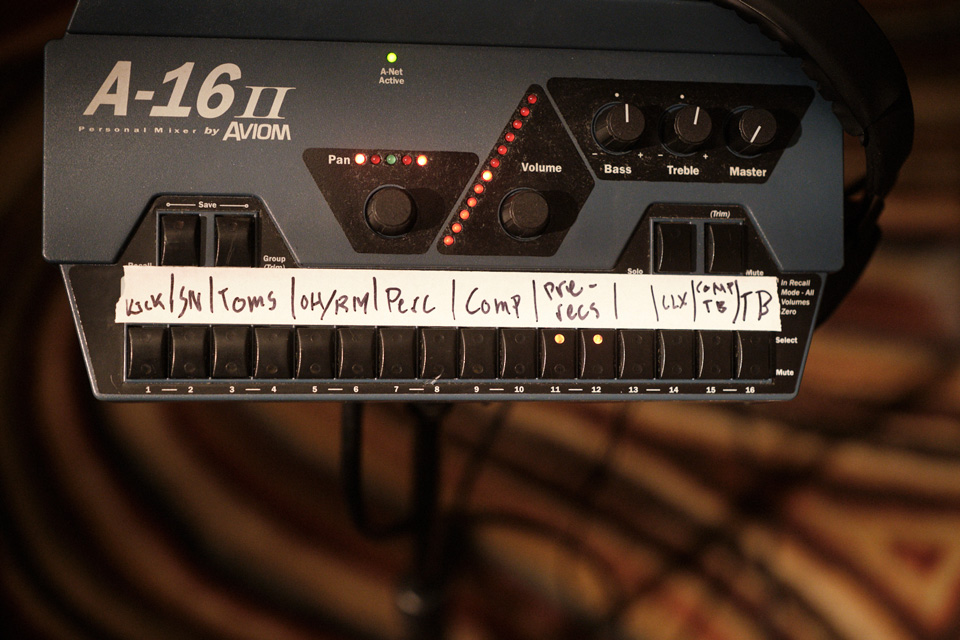 A-16 II
Personal Mixer by AVIOM
A-Net
Active
Pan
Volume
Bass
Treble
Master
- + - +
Save
Recall
Group
(Trim)
Solo
(Trim)
Mute
kick | SN | Toms | OH/RM | Perc | Comp | pre-recs | | CLX | COMP TB | TB
In Recall
Mode - All
Volumes
Zero
Select
Mute
1 — 2 — 3 — 4 — 5 — 6 — 7 — 8 — 9 — 10 — 11 — 12 — 13 — 14 — 15 — 16